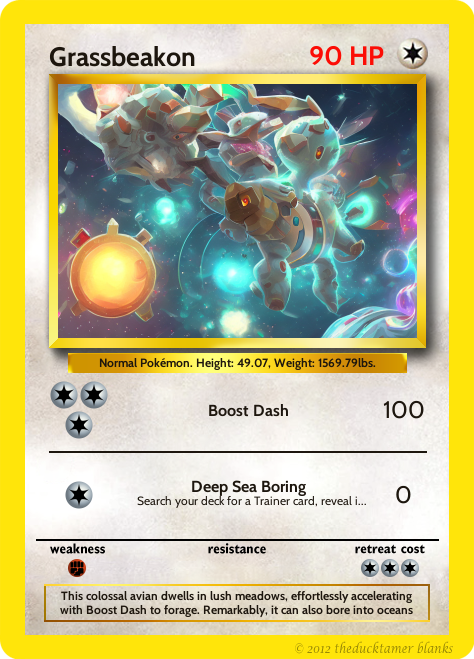 Grassbeakon
90 HP
Normal Pokémon. Height: 49.07, Weight: 1569.79lbs.
Boost Dash
100
Deep Sea Boring
Search your deck for a Trainer card, reveal i...
0
weakness
resistance
retreat cost
This colossal avian dwells in lush meadows, effortlessly accelerating
with Boost Dash to forage. Remarkably, it can also bore into oceans
© 2012 theducktamer blanks